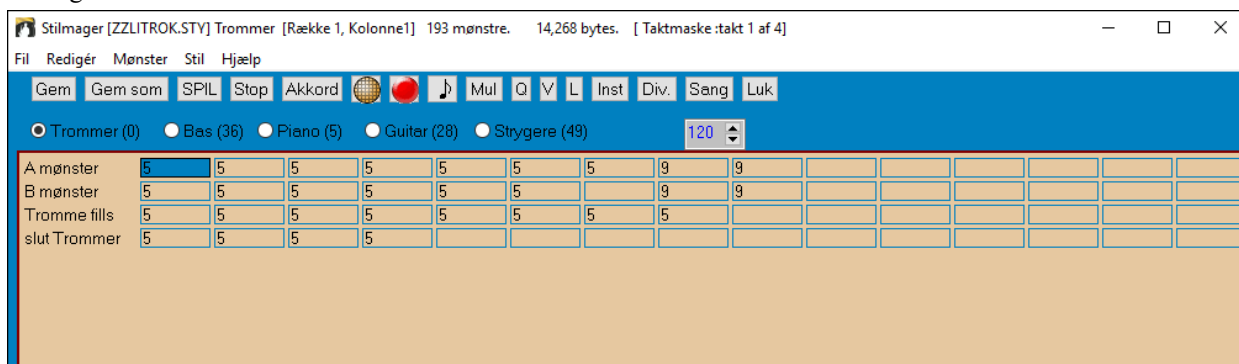 Stilmager [ZZLITROK.STY] Trommer [Række 1, Kolonne1] 193 mønstre. 14,268 bytes. [ Taktmaske :takt 1 af 4]
Fil Redigér Mønster Stil Hjælp
Gem Gem som SPIL Stop Akkord Mul Q V L Inst Div. Sang Luk
Trommer (0) Bas (36) Piano (5) Guitar (28) Strygere (49) 120
A mønster 5 5 5 5 5 5 5 9 9
B mønster 5 5 5 5 5 5 9 9
Tromme fills 5 5 5 5 5 5 5 5
slut Trommer 5 5 5 5